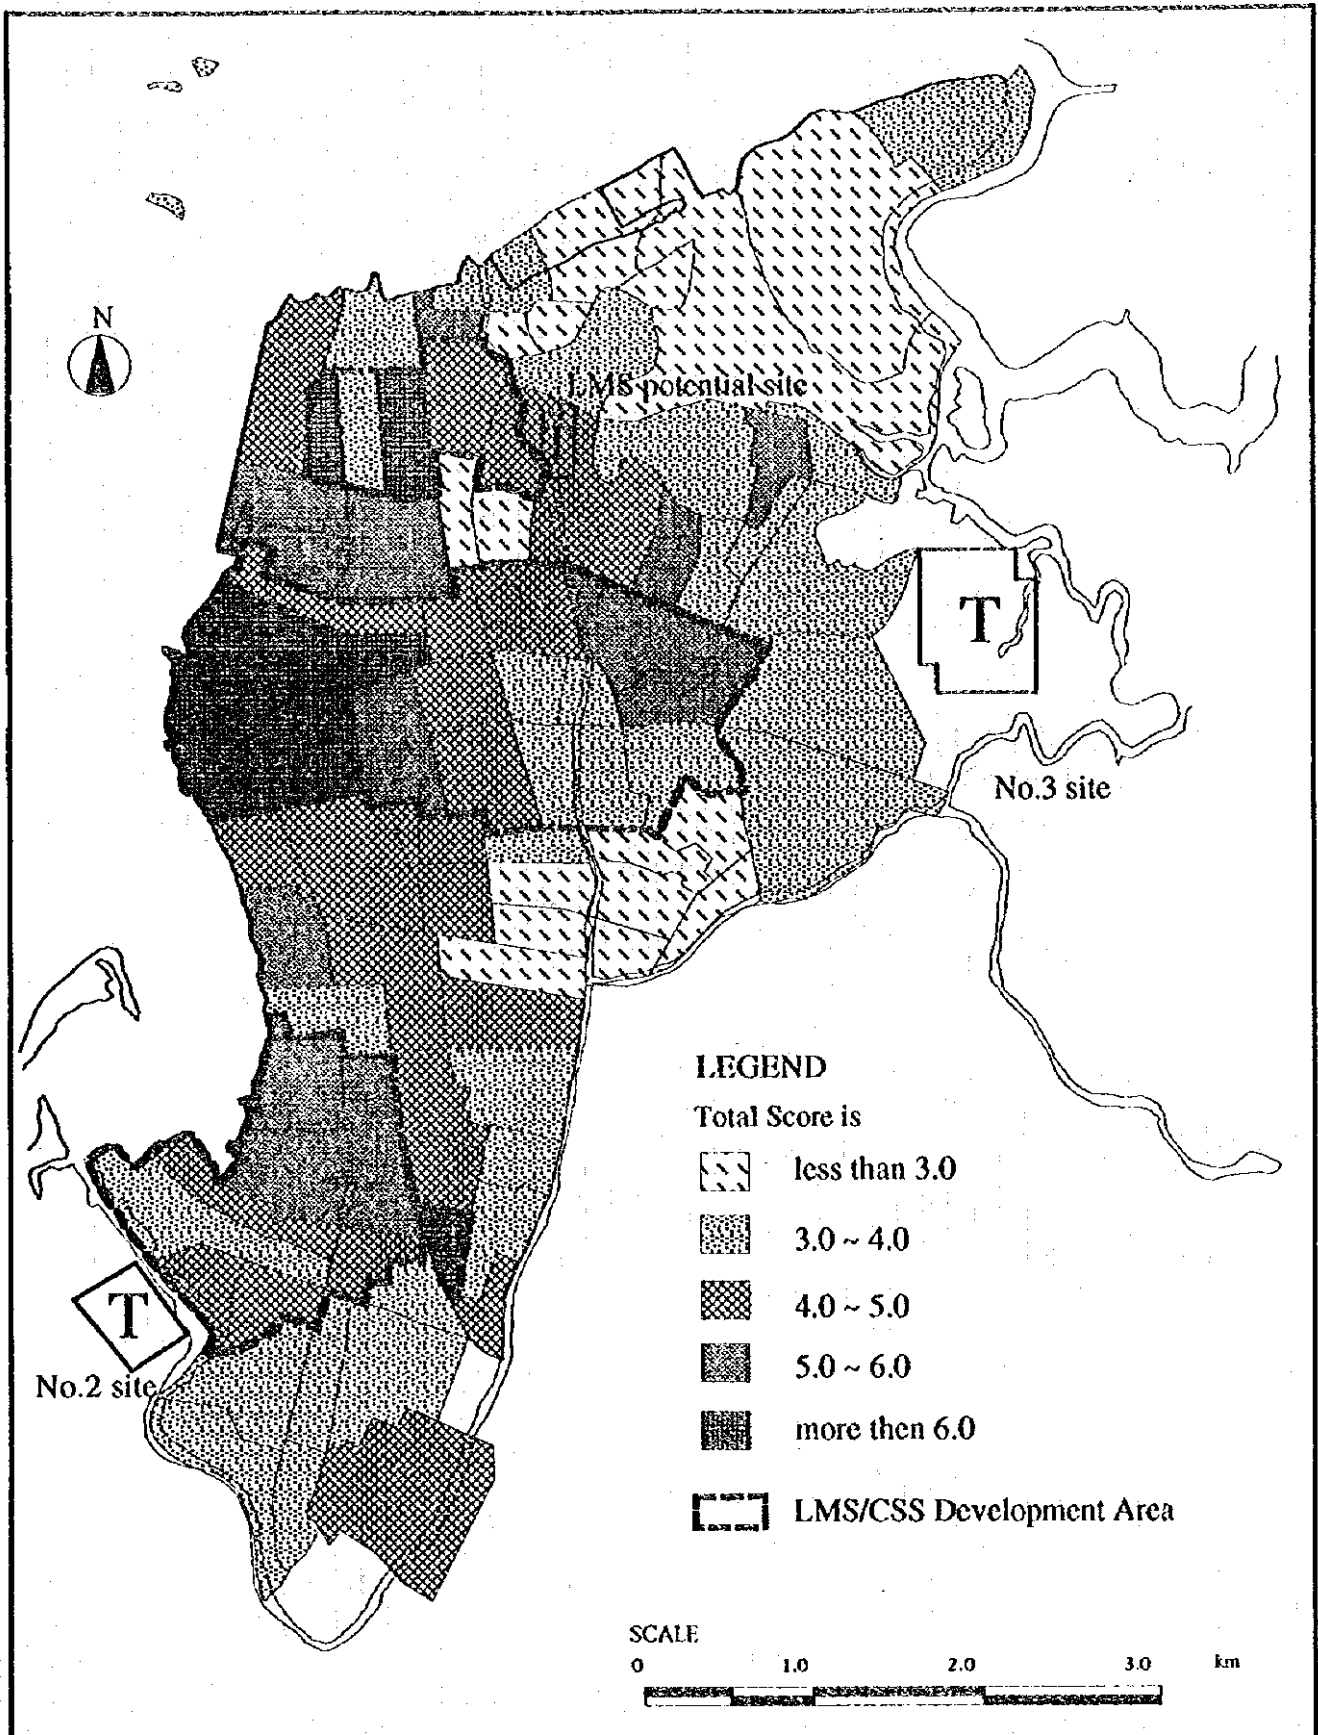 N
LMS potential site
T
No.3 site
T
No.2 site
LEGEND
Total Score is
less than 3.0
3.0 ~ 4.0
4.0 ~ 5.0
5.0 ~ 6.0
more then 6.0
LMS/CSS Development Area
SCALE
0 1.0 2.0 3.0 km